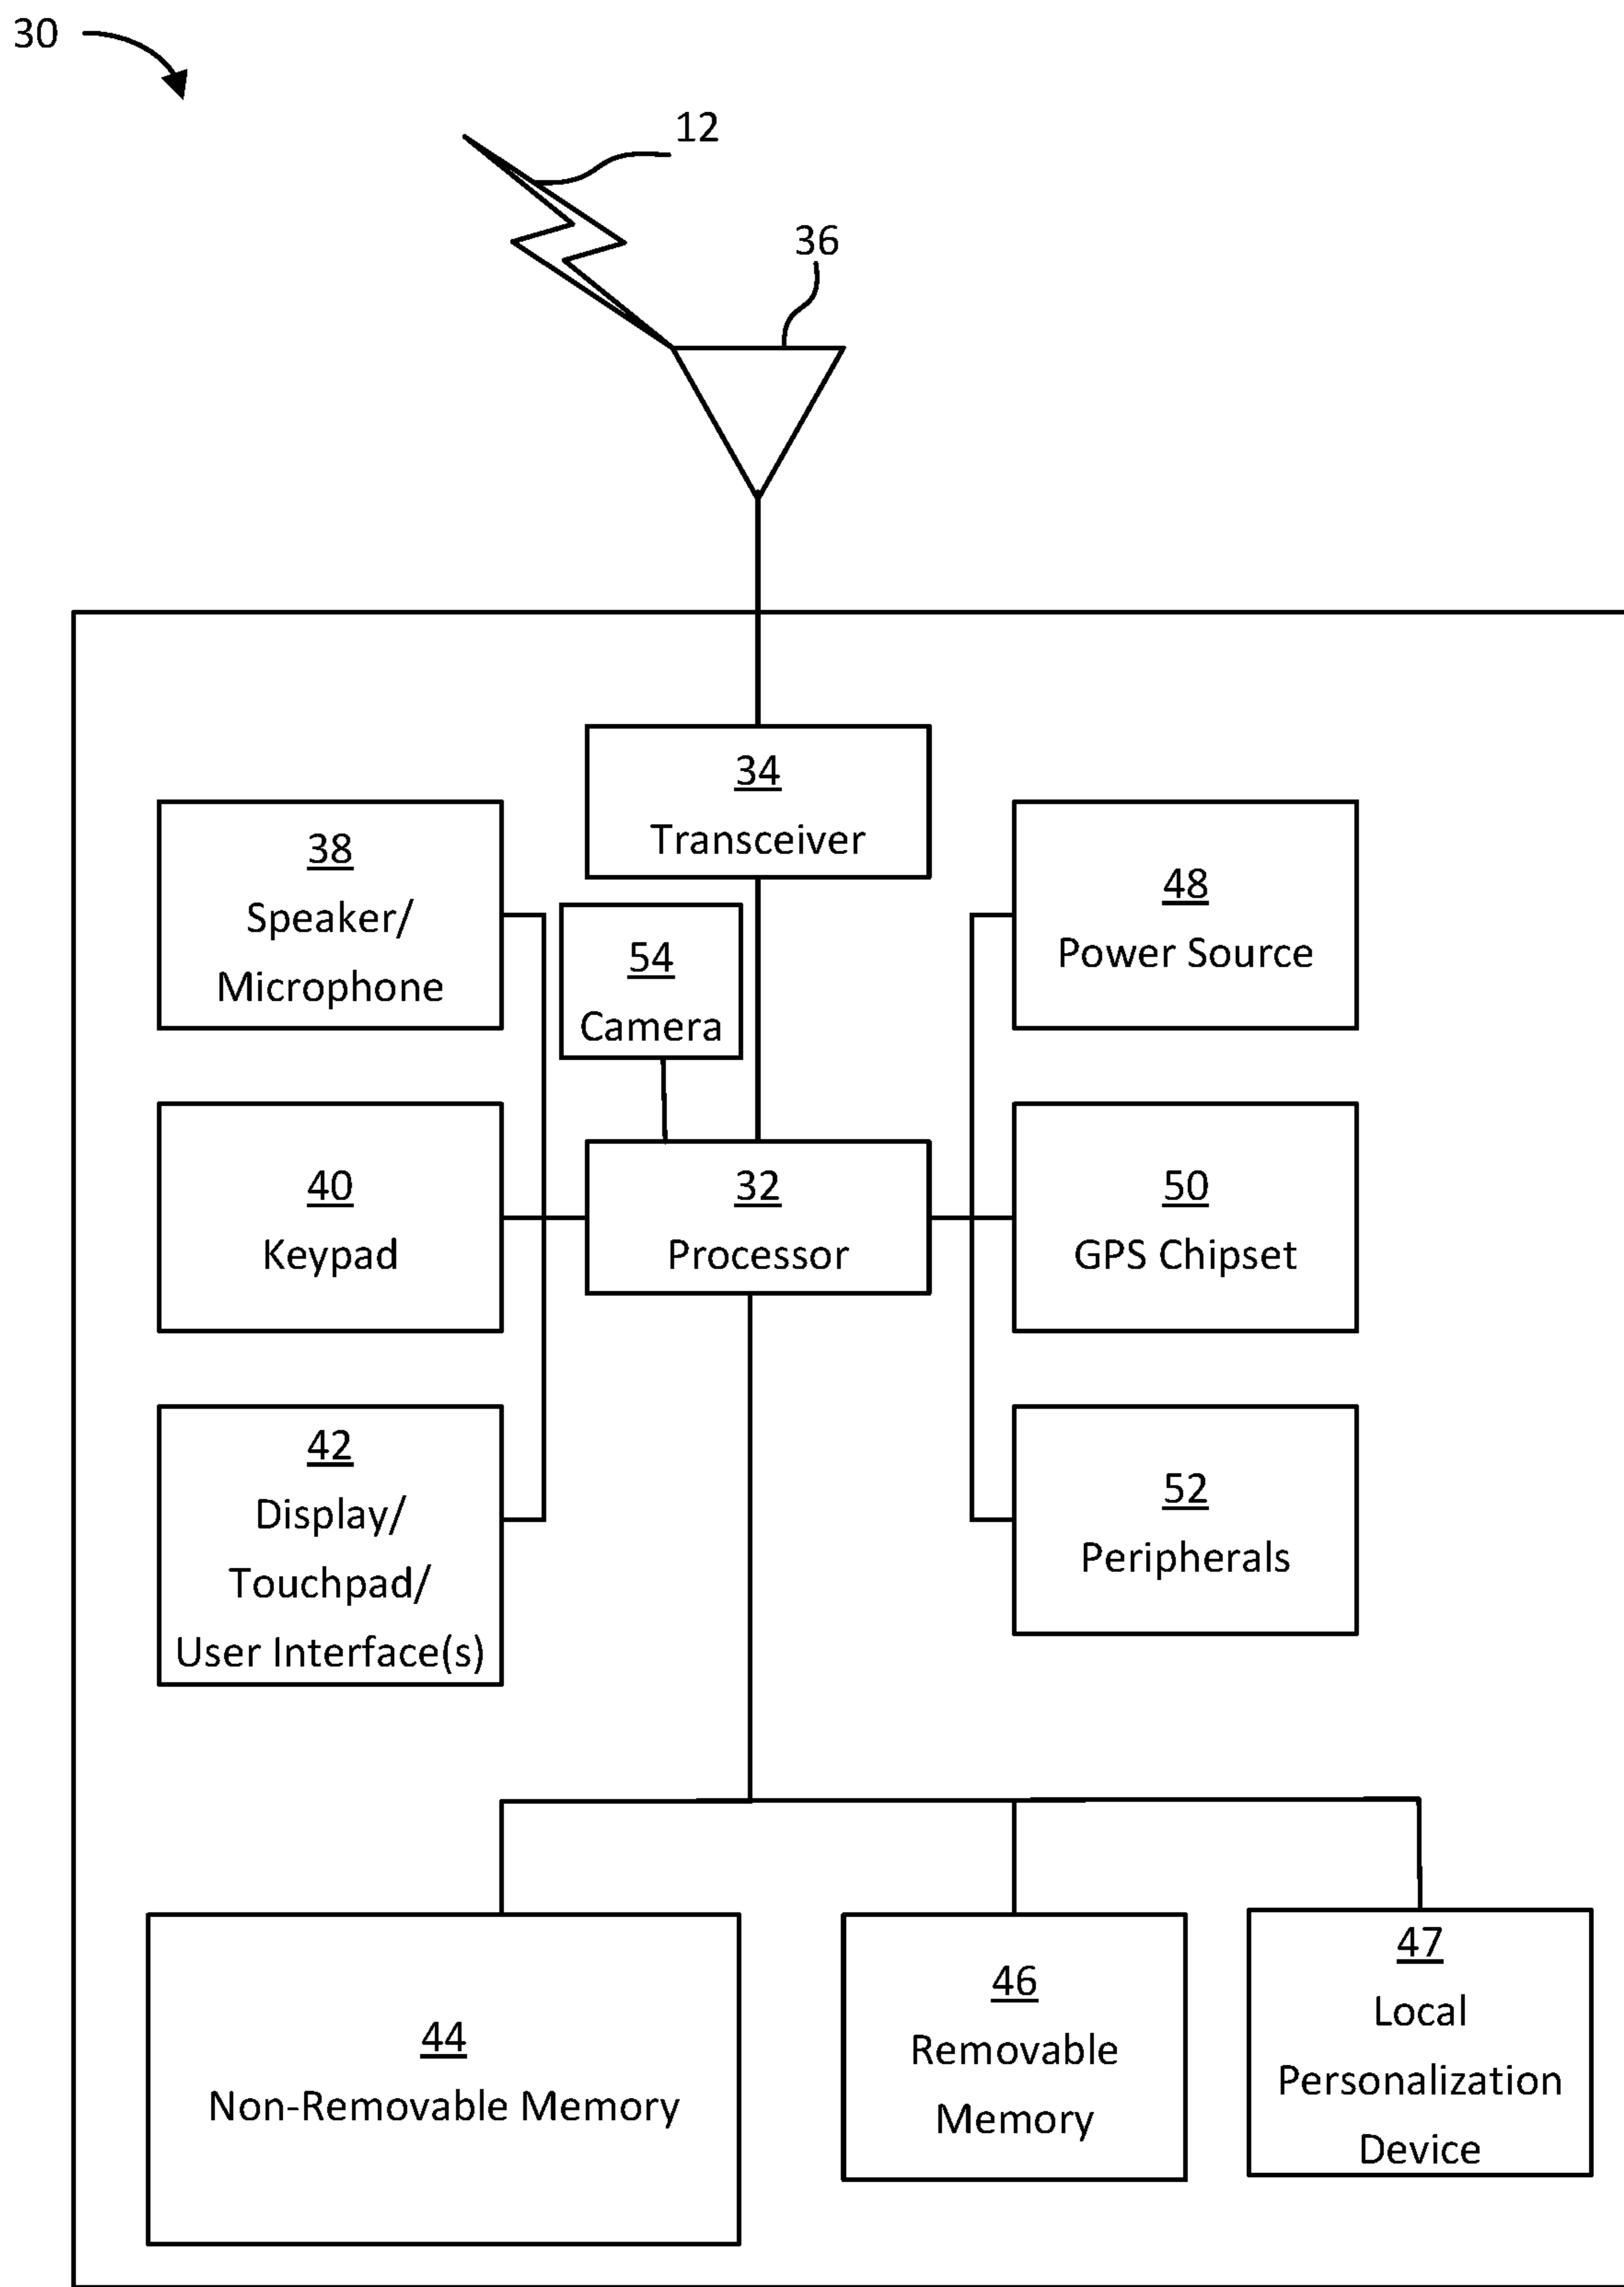 30
12
36
34
Transceiver
38
Speaker/
Microphone
54
Camera
48
Power Source
40
Keypad
32
Processor
50
GPS Chipset
42
Display/
Touchpad/
User Interface(s)
52
Peripherals
44
Non-Removable Memory
46
Removable
Memory
47
Local
Personalization
Device